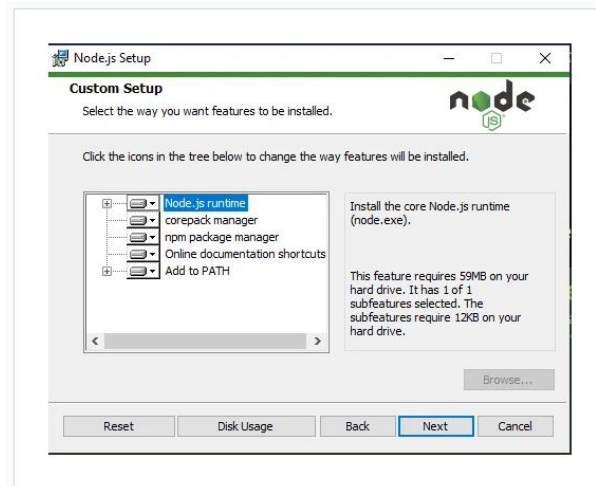 Node.js Setup
Custom Setup
Select the way you want features to be installed.
node
JS
Click the icons in the tree below to change the way features will be installed.
Node.js runtime
corepack manager
npm package manager
Online documentation shortcuts
Add to PATH
Install the core Node.js runtime
(node.exe).
This feature requires 59MB on your
hard drive. It has 1 of 1
subfeatures selected. The
subfeatures require 12KB on your
hard drive.
Browse...
Reset
Disk Usage
Back
Next
Cancel